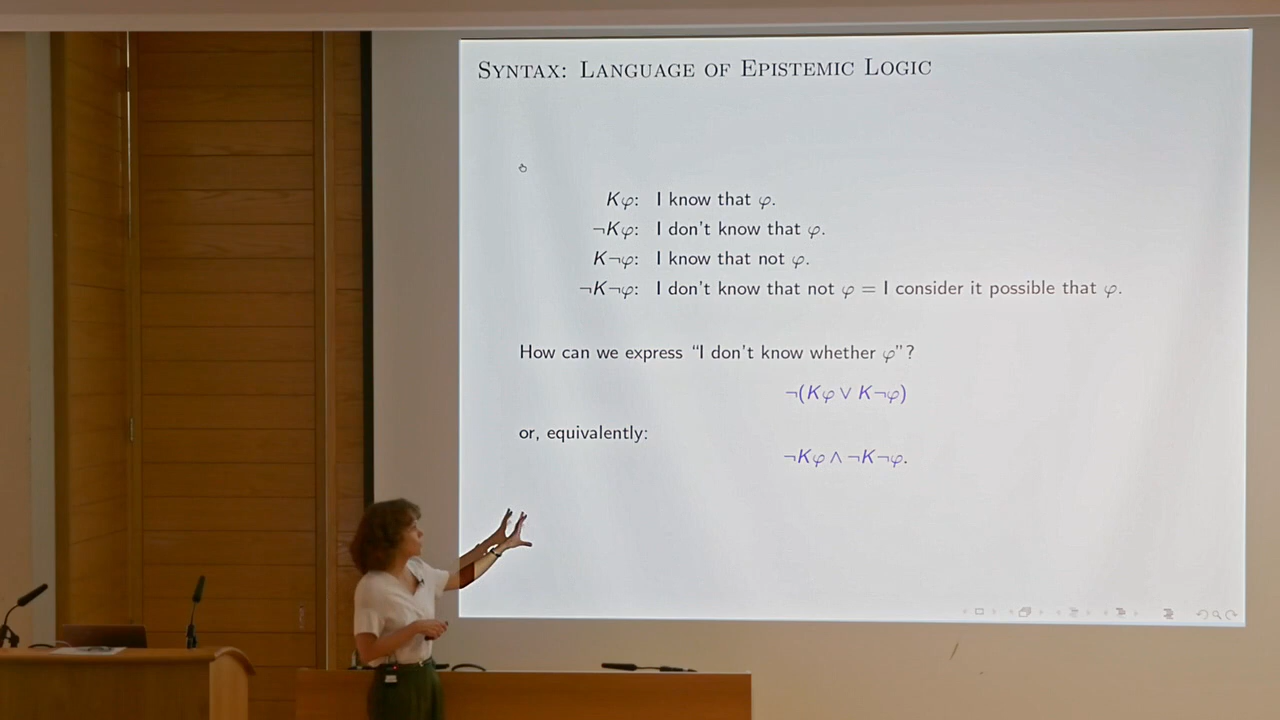 SYNTAX: LANGUAGE OF EPISTEMIC LOGIC
Kφ: I know that φ.
¬Kφ: I don't know that φ.
K¬φ: I know that not φ.
¬K¬φ: I don't know that not φ = I consider it possible that φ.
How can we express “I don't know whether φ”?
¬(Kφ ∨ K¬φ)
or, equivalently:
¬Kφ ∧ ¬K¬φ.